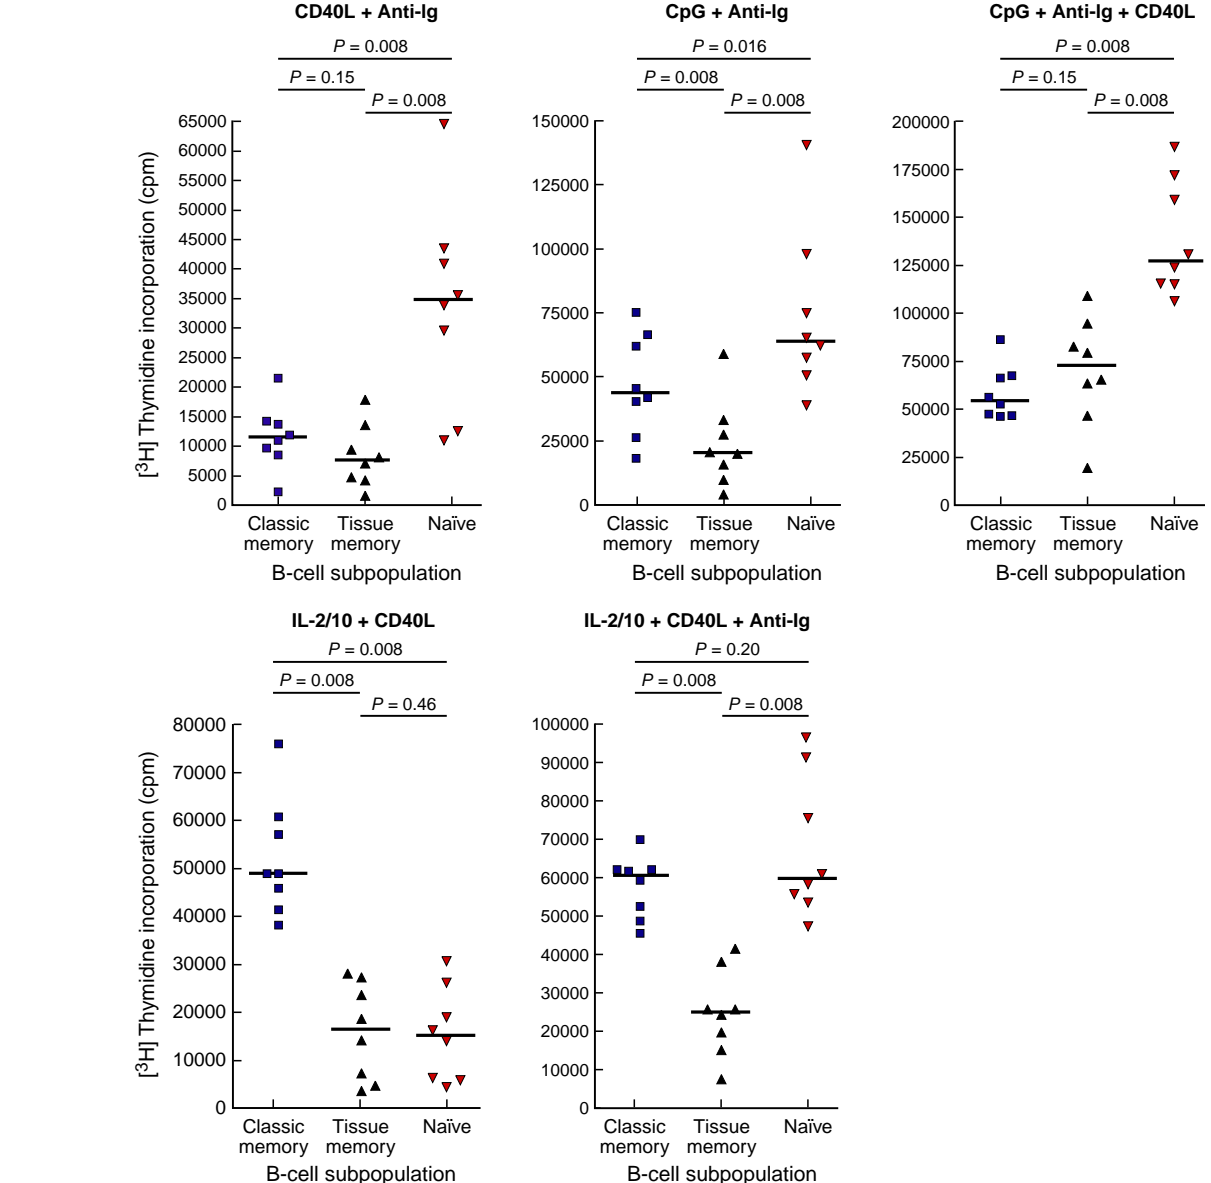 CD40L + Anti-Ig
P = 0.008
P = 0.15
P = 0.008
[3H] Thymidine incorporation (cpm)
65000
60000
55000
50000
45000
40000
35000
30000
25000
20000
15000
10000
5000
0
Classic memory
Tissue memory
Naïve
B-cell subpopulation
CpG + Anti-Ig
P = 0.016
P = 0.008
P = 0.008
150000
125000
100000
75000
50000
25000
0
Classic memory
Tissue memory
Naïve
B-cell subpopulation
CpG + Anti-Ig + CD40L
P = 0.008
P = 0.15
P = 0.008
200000
175000
150000
125000
100000
75000
50000
25000
0
Classic memory
Tissue memory
Naïve
B-cell subpopulation
IL-2/10 + CD40L
P = 0.008
P = 0.008
P = 0.46
[3H] Thymidine incorporation (cpm)
80000
70000
60000
50000
40000
30000
20000
10000
0
Classic memory
Tissue memory
Naïve
B-cell subpopulation
IL-2/10 + CD40L + Anti-Ig
P = 0.20
P = 0.008
P = 0.008
100000
90000
80000
70000
60000
50000
40000
30000
20000
10000
0
Classic memory
Tissue memory
Naïve
B-cell subpopulation